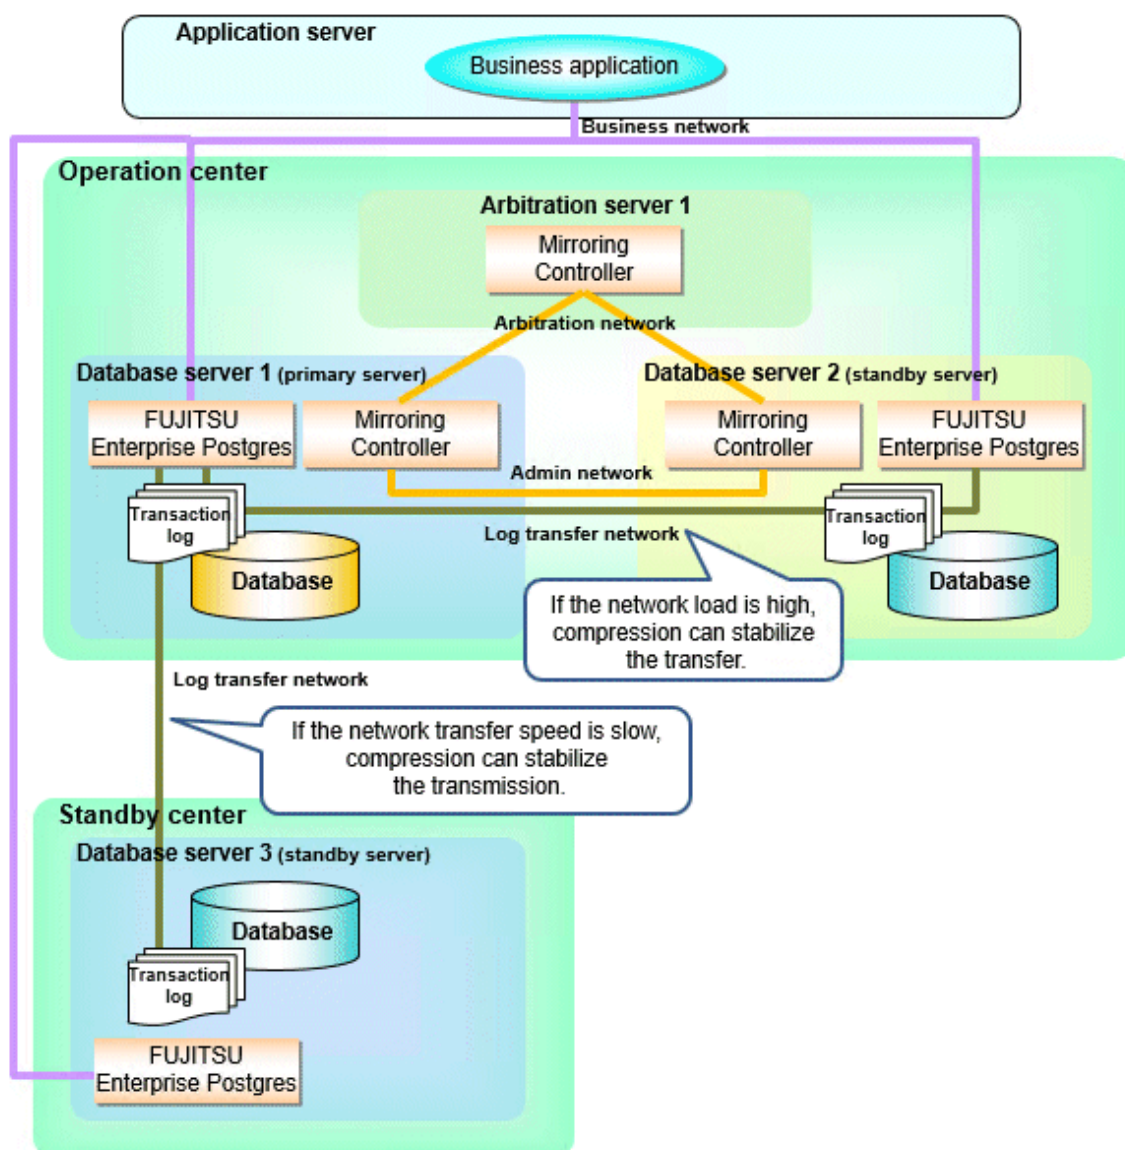 Application server
Business application
Business network
Operation center
Arbitration server 1
Mirroring
Controller
Arbitration network
Database server 1 (primary server)
FUJITSU
Enterprise Postgres
Mirroring
Controller
Database server 2 (standby server)
Mirroring
Controller
FUJITSU
Enterprise Postgres
Admin network
Transaction
log
Database
Log transfer network
Transaction
log
Database
If the network load is high,
compression can stabilize
the transfer.
Log transfer network
If the network transfer speed is slow,
compression can stabilize
the transmission.
Standby center
Database server 3 (standby server)
Database
Transaction
log
FUJITSU
Enterprise Postgres